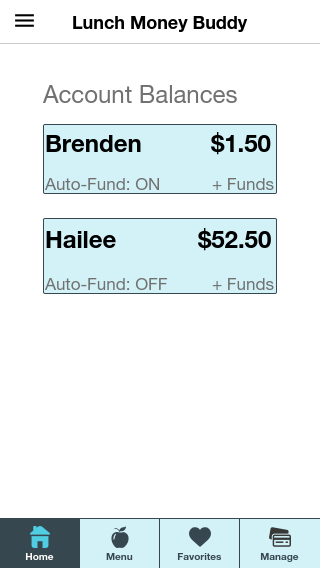 Lunch Money Buddy
Account Balances
Brenden $1.50
Auto-Fund: ON + Funds
Hailee $52.50
Auto-Fund: OFF + Funds
Home Menu Favorites Manage